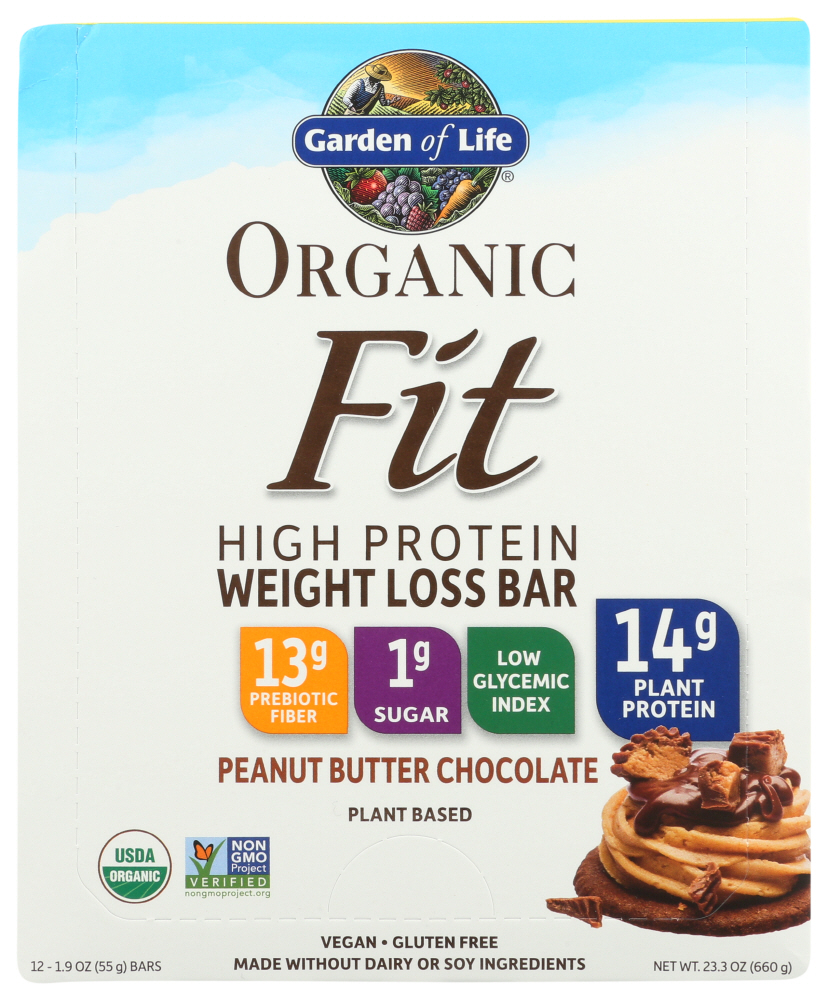 Garden of Life
®
ORGANIC
Fit
HIGH PROTEIN
WEIGHT LOSS BAR
13g
PREBIOTIC
FIBER
1g
SUGAR
LOW
GLYCEMIC
INDEX
14g
PLANT
PROTEIN
PEANUT BUTTER CHOCOLATE
PLANT BASED
USDA
ORGANIC
NON
GMO
Project
VERIFIED
nongmoproject.org
VEGAN • GLUTEN FREE
MADE WITHOUT DAIRY OR SOY INGREDIENTS
12 - 1.9 OZ (55 g) BARS
NET WT. 23.3 OZ (660 g)